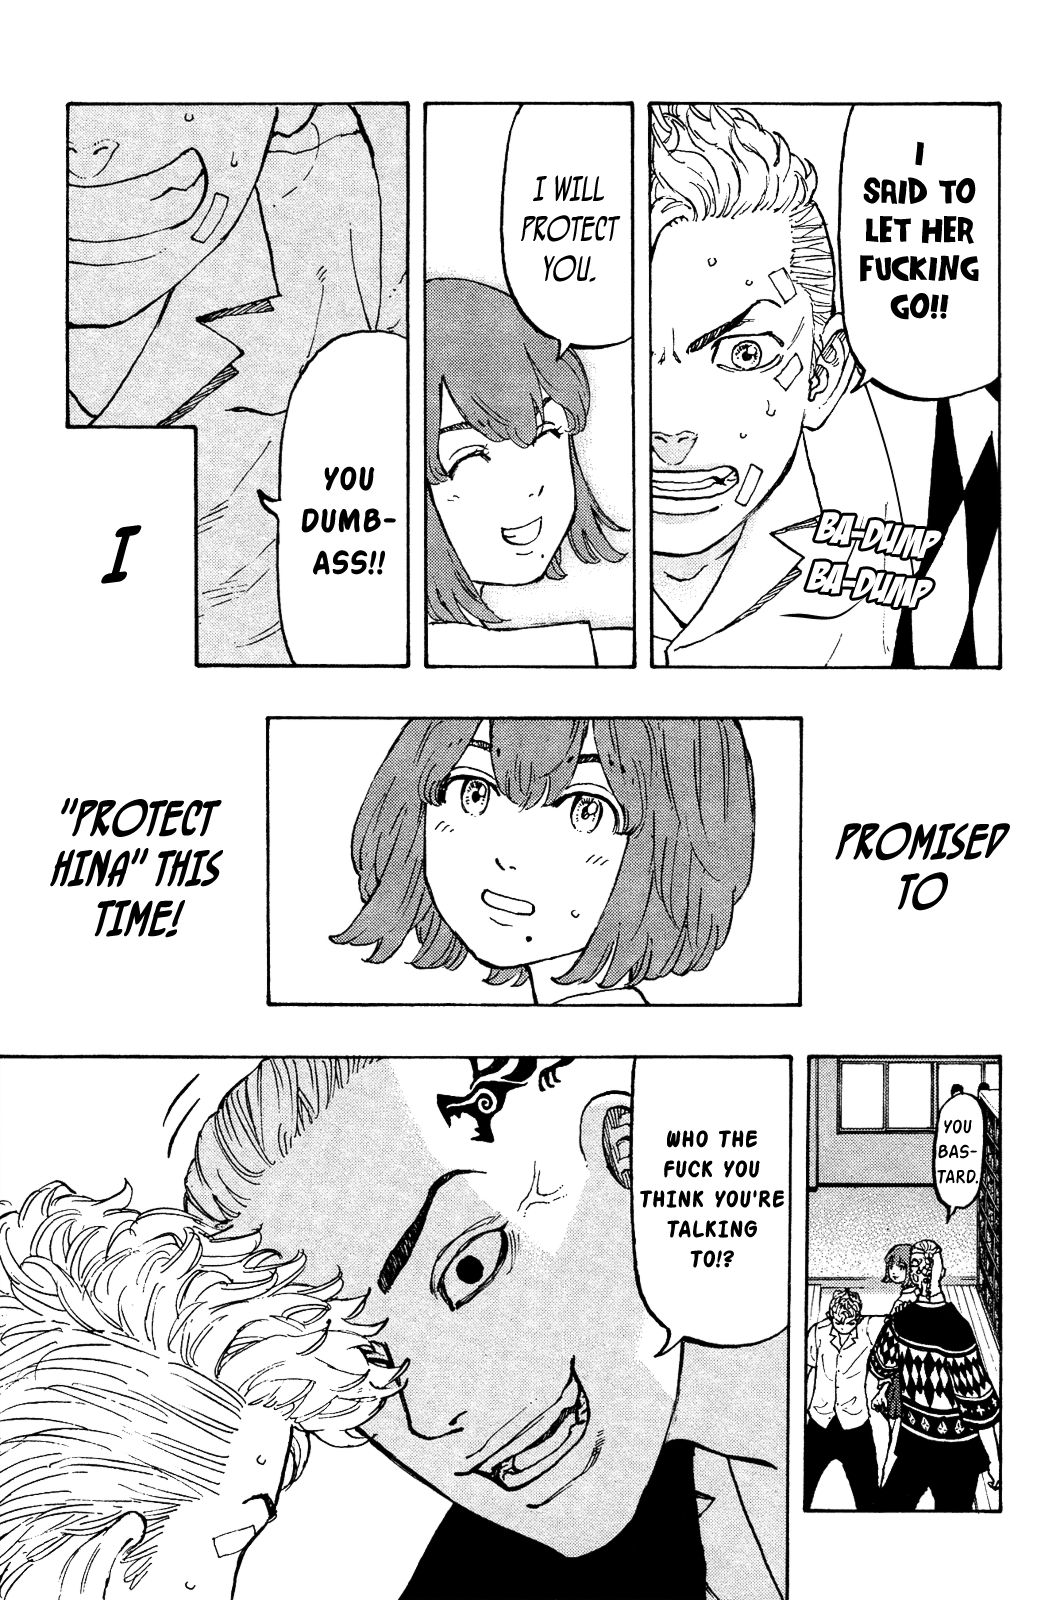 I
SAID TO
LET HER
FUCKING
GO!!
BA-DUMP
BA-DUMP
I WILL
PROTECT
YOU.
YOU
DUMB-
ASS!!
I
PROMISED
TO
"PROTECT
HINA" THIS
TIME!
YOU
BAS-
TARD.
WHO THE
FUCK YOU
THINK YOU'RE
TALKING
TO!?